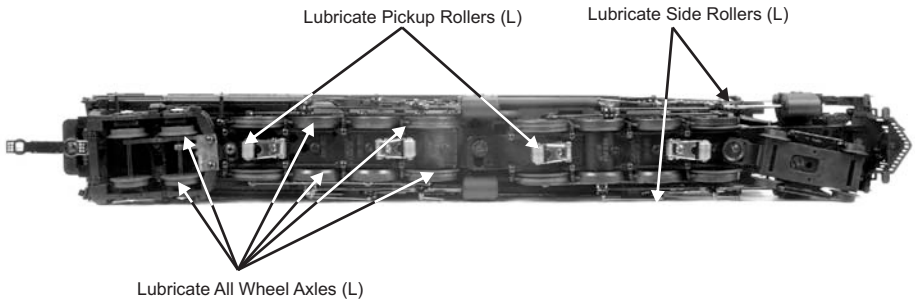 Lubricate Pickup Rollers (L)
Lubricate Side Rollers (L)
Lubricate All Wheel Axles (L)